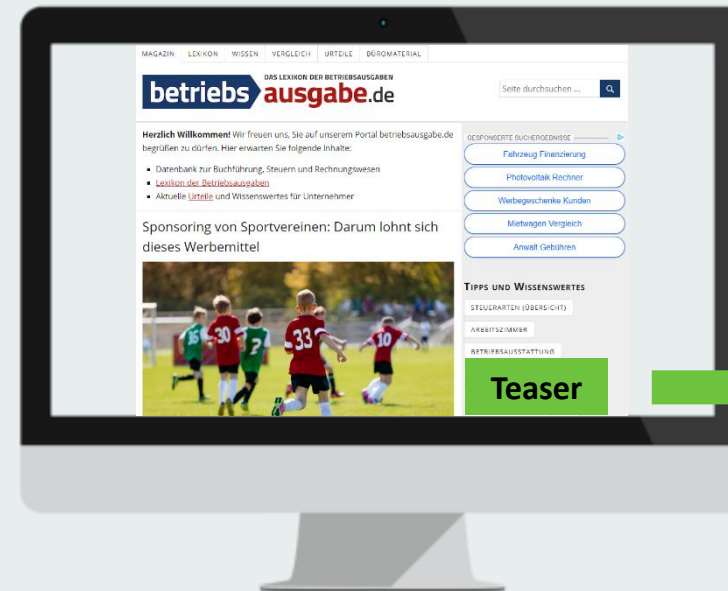 MAGAZIN LEXIKON WISSEN VERGLEICH URTEILE BÜROMATERIAL
DAS LEXIKON DER BETRIEBSAUSGABEN
betriebs ausgabe.de
Seite durchsuchen ...
Herzlich Willkommen! Wir freuen uns, Sie auf unserem Portal betriebsausgabe.de
begrüßen zu dürfen. Hier erwarten Sie folgende Inhalte:
Datenbank zur Buchführung, Steuern und Rechnungswesen
Lexikon der Betriebsausgaben
Aktuelle Urteile und Wissenswertes für Unternehmer
Sponsoring von Sportvereinen: Darum lohnt sich
dieses Werbemittel
35
30
2
33
10
GESPONSERTE SUCHERGEBNISSE
Fahrzeug Finanzierung
Photovoltaik Rechner
Werbegeschenke Kunden
Mietwagen Vergleich
Anwalt Gebühren
TIPPS UND WISSENSWERTES
STEUERARTEN (ÜBERSICHT)
ARBEITSZIMMER
BETRIEBSAUSSTATTUNG
Teaser